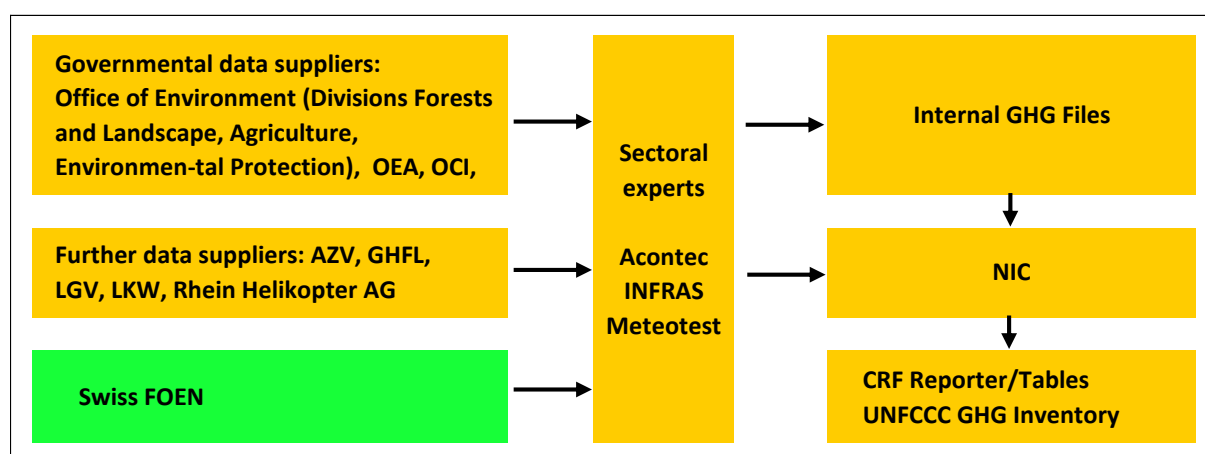 Governmental data suppliers:
Office of Environment (Divisions Forests
and Landscape, Agriculture,
Environmen-tal Protection), OEA, OCI,
Further data suppliers: AZV, GHFL,
LGV, LKW, Rhein Helikopter AG
Swiss FOEN
Sectoral
experts
Acontec
INFRAS
Meteotest
Internal GHG Files
NIC
CRF Reporter/Tables
UNFCCC GHG Inventory